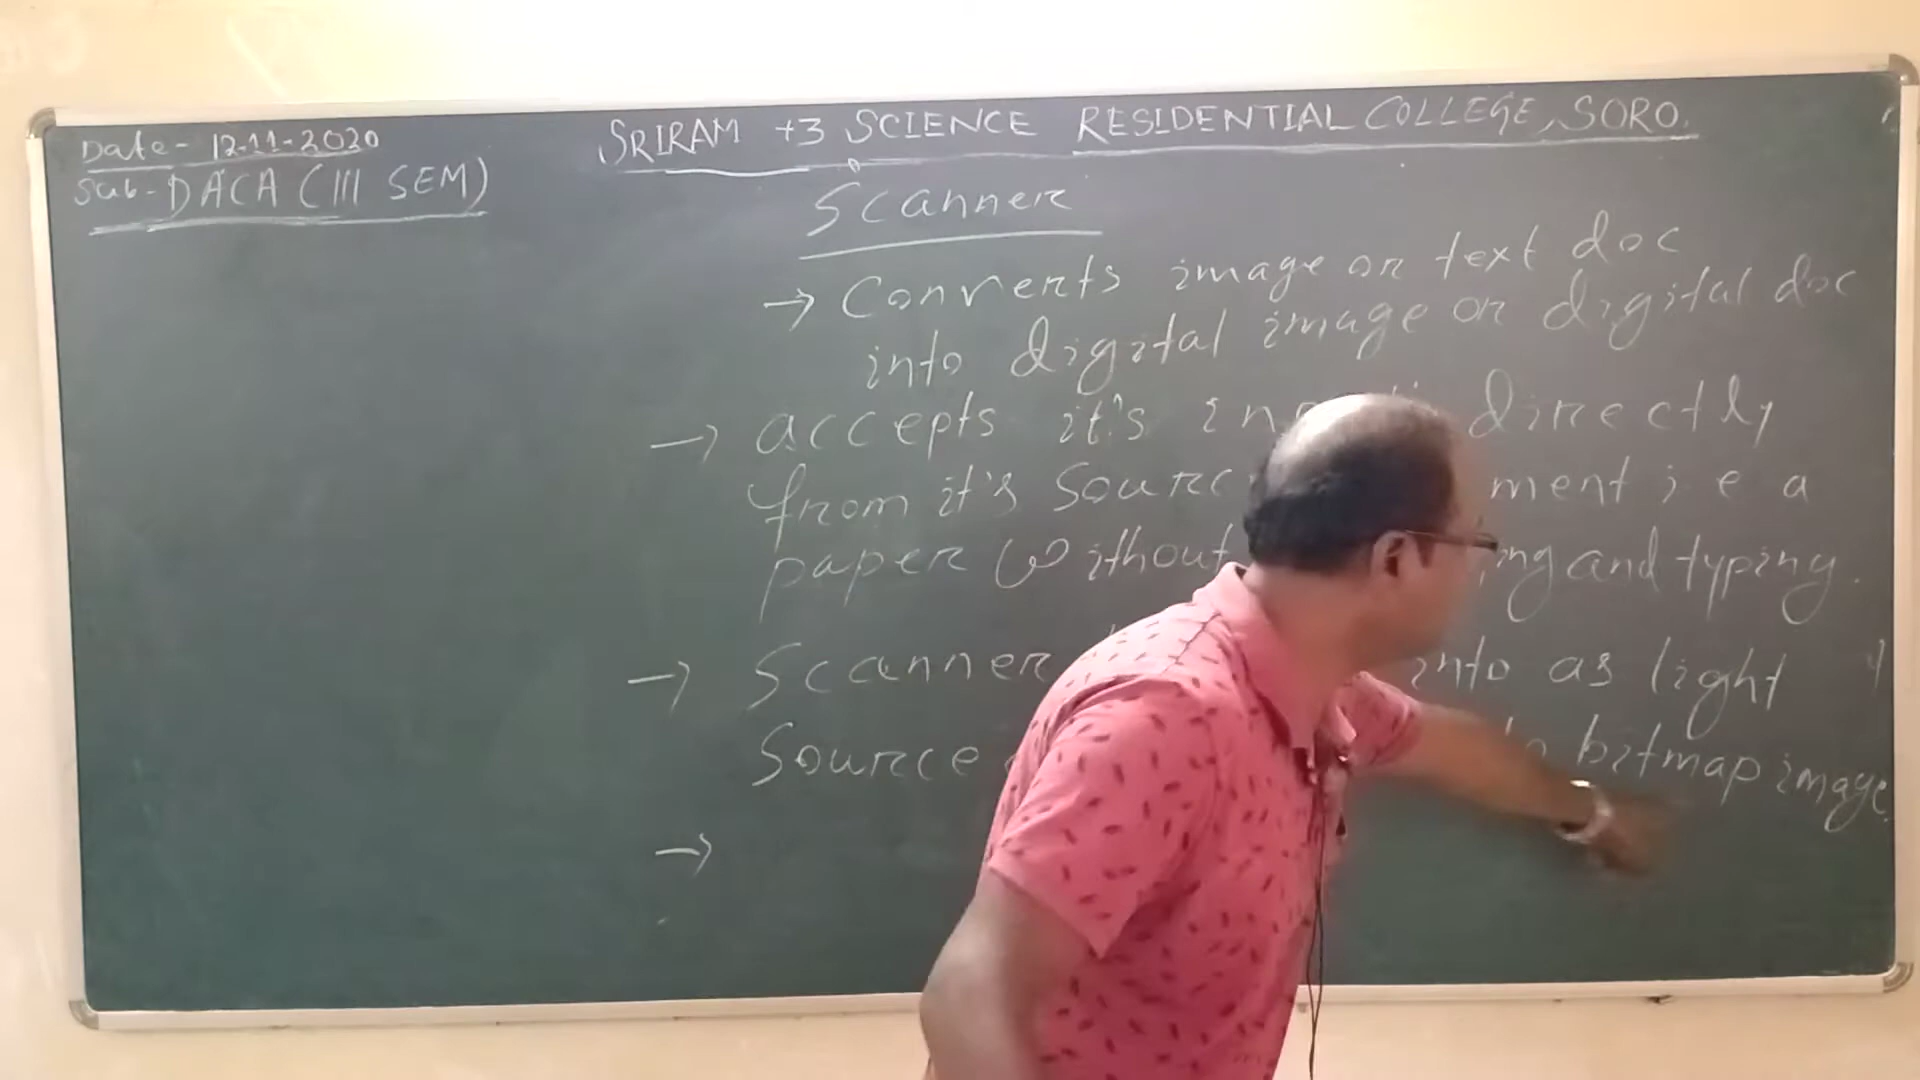 Date- 12-11-2020
SRIRAM +3 SCIENCE RESIDENTIAL COLLEGE, SORO.
Sub- DACA (III SEM)
Scanner
→ Converts image or text doc
into digital image or digital doc
→ accepts it's directly
from it's ment i e a
paper without ing and typing.
→ Scanner into as light
Source bitmap image.
→